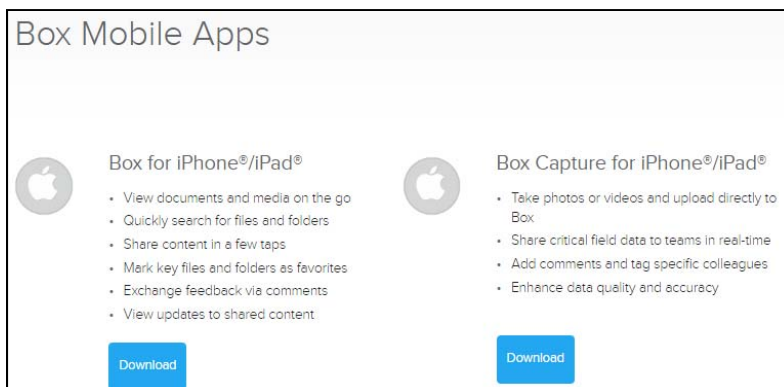 Box Mobile Apps
Box for iPhone®/iPad®
• View documents and media on the go
• Quickly search for files and folders
• Share content in a few taps
• Mark key files and folders as favorites
• Exchange feedback via comments
• View updates to shared content
Download
Box Capture for iPhone®/iPad®
• Take photos or videos and upload directly to
Box
• Share critical field data to teams in real-time
• Add comments and tag specific colleagues
• Enhance data quality and accuracy
Download